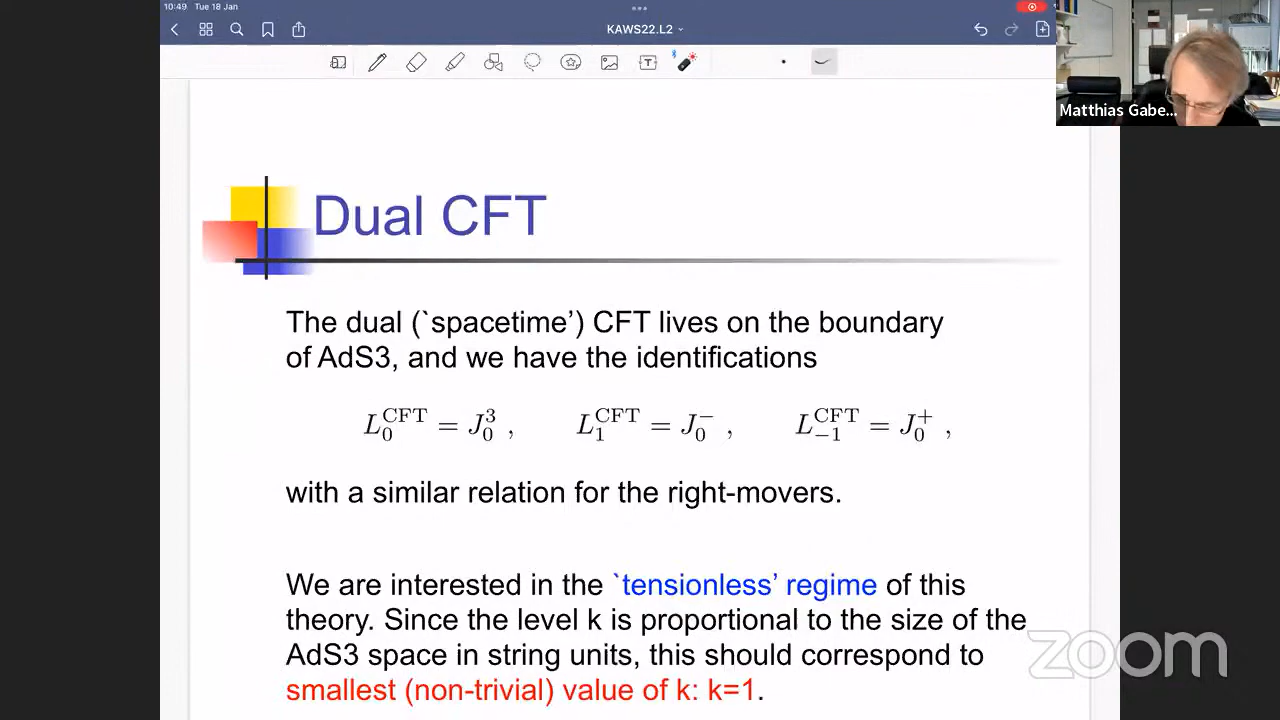 10:49 Tue 18 Jan
KAWS22.L2
Matthias Gabe...
Dual CFT
The dual (`spacetime') CFT lives on the boundary
of AdS3, and we have the identifications
L_0^{CFT} = J_0^3 , L_1^{CFT} = J_0^- , L_{-1}^{CFT} = J_0^+ ,
with a similar relation for the right-movers.
We are interested in the `tensionless' regime of this
theory. Since the level k is proportional to the size of the
AdS3 space in string units, this should correspond to
smallest (non-trivial) value of k: k=1.
zoom